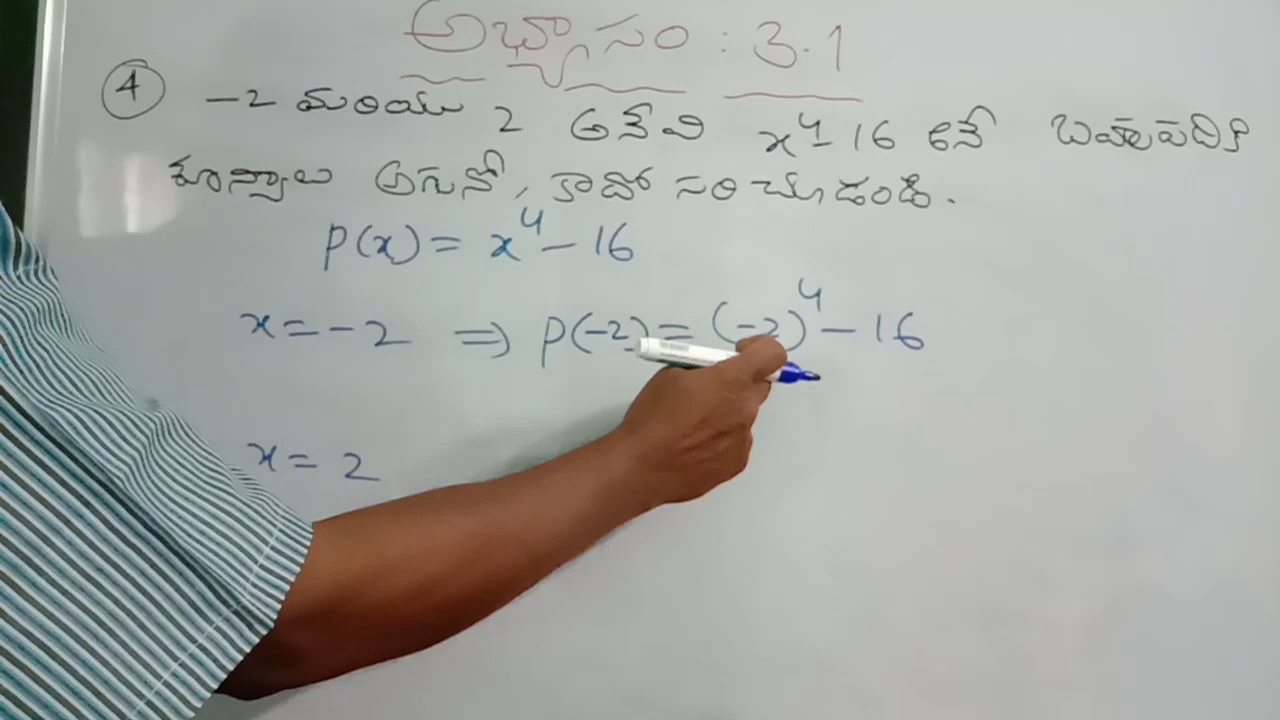 అభ్యాసం : 3.1
4 -2 మరియు 2 అనేవి x⁴-16 అనే బహుపదికి
శూన్యాలు అగునో, కాదో సరిచూడండి.
P(x) = x⁴ - 16
x = -2 ⇒ P(-2) = (-2)⁴ - 16
x = 2